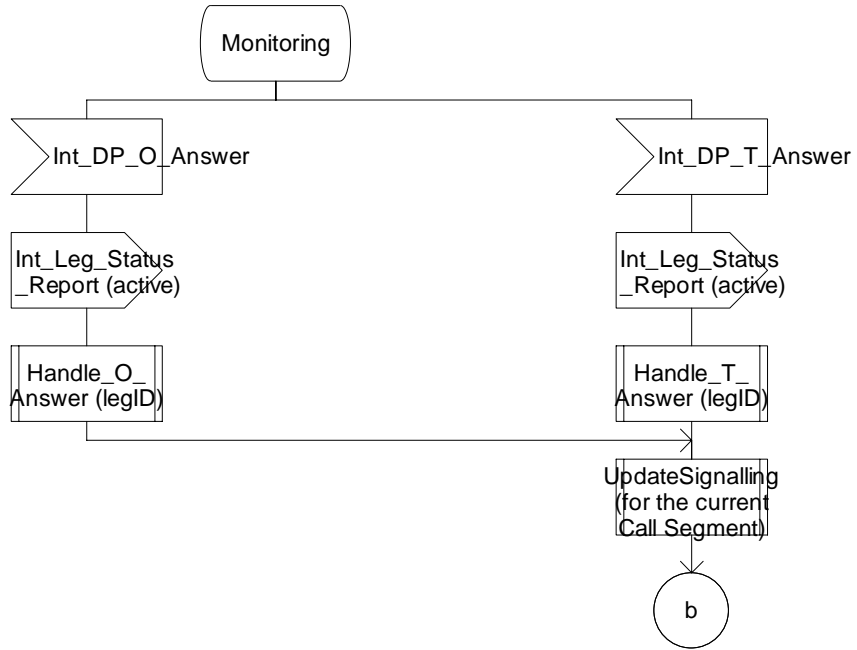 Monitoring
Int_DP_O_Answer
Int_DP_T_Answer
Int_Leg_Status
_Report (active)
Int_Leg_Status
_Report (active)
Handle_O_
Answer (legID)
Handle_T_
Answer (legID)
UpdateSignalling
(for the current
Call Segment)
b